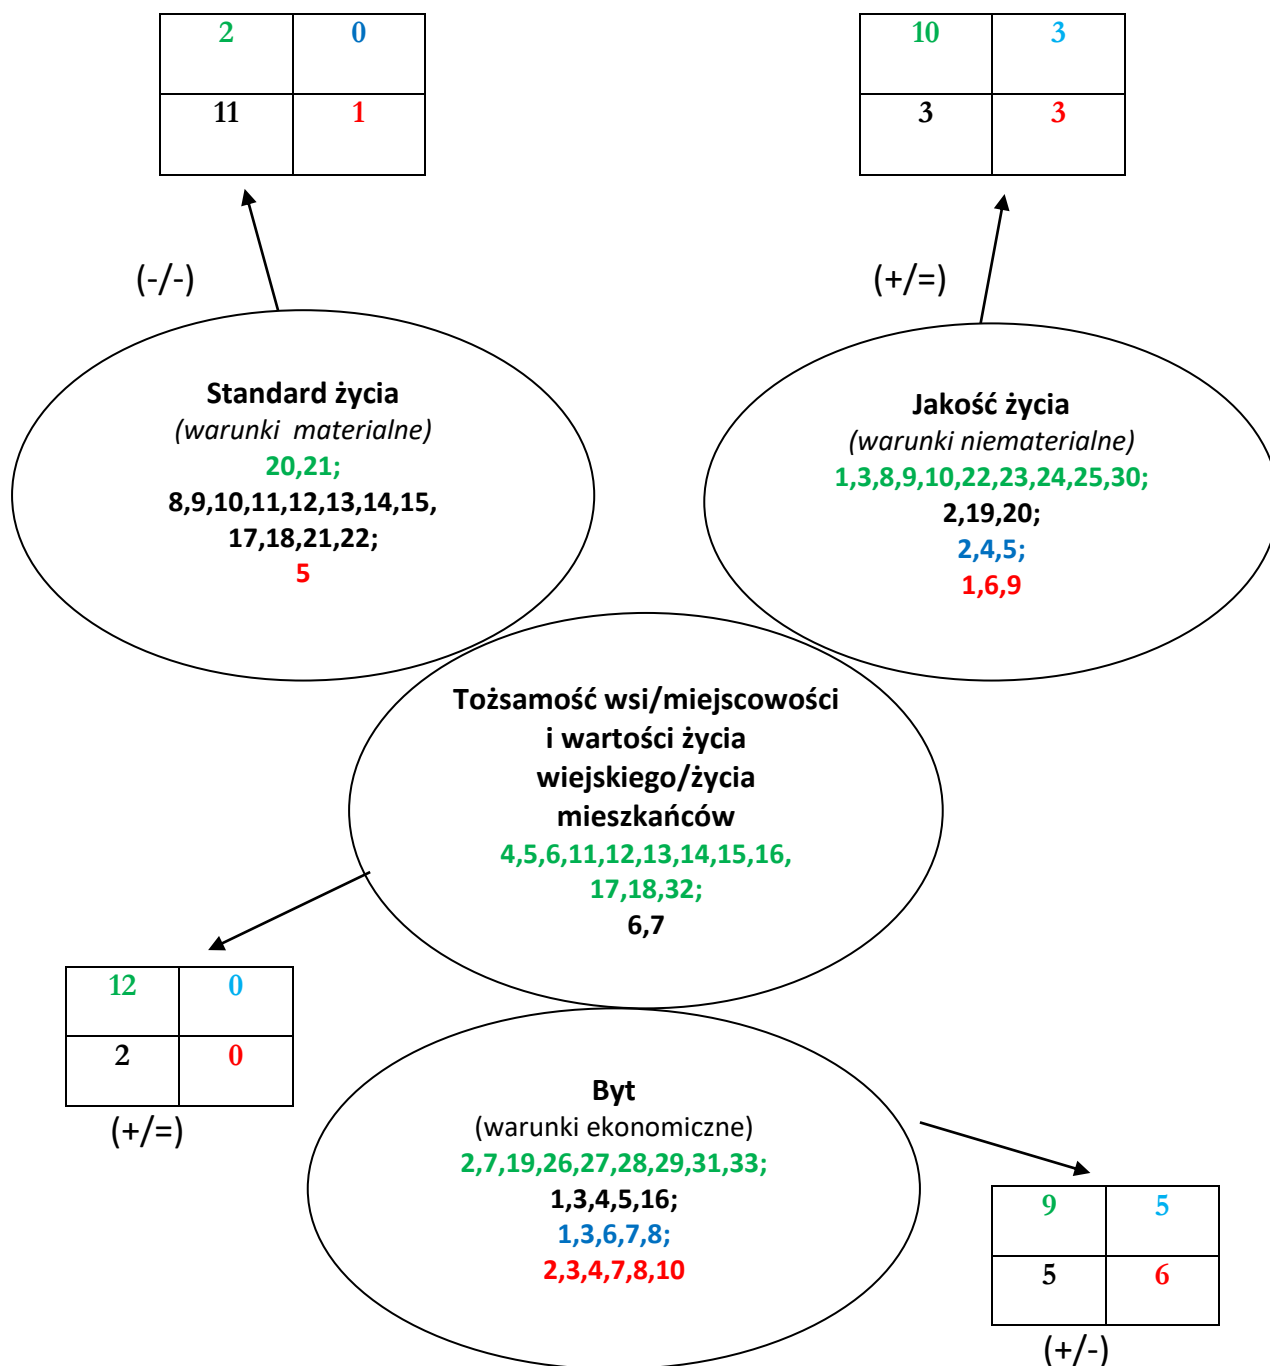 2 0
11 1
10 3
3 3
(-/-)
(+/=)
Standard życia
(warunki materialne)
20,21;
8,9,10,11,12,13,14,15,
17,18,21,22;
5
Jakość życia
(warunki niematerialne)
1,3,8,9,10,22,23,24,25,30;
2,19,20;
2,4,5;
1,6,9
Tożsamość wsi/miejscowości
i wartości życia
wiejskiego/życia
mieszkańców
4,5,6,11,12,13,14,15,16,
17,18,32;
6,7
12 0
2 0
(+/=)
Byt
(warunki ekonomiczne)
2,7,19,26,27,28,29,31,33;
1,3,4,5,16;
1,3,6,7,8;
2,3,4,7,8,10
9 5
5 6
(+/-)